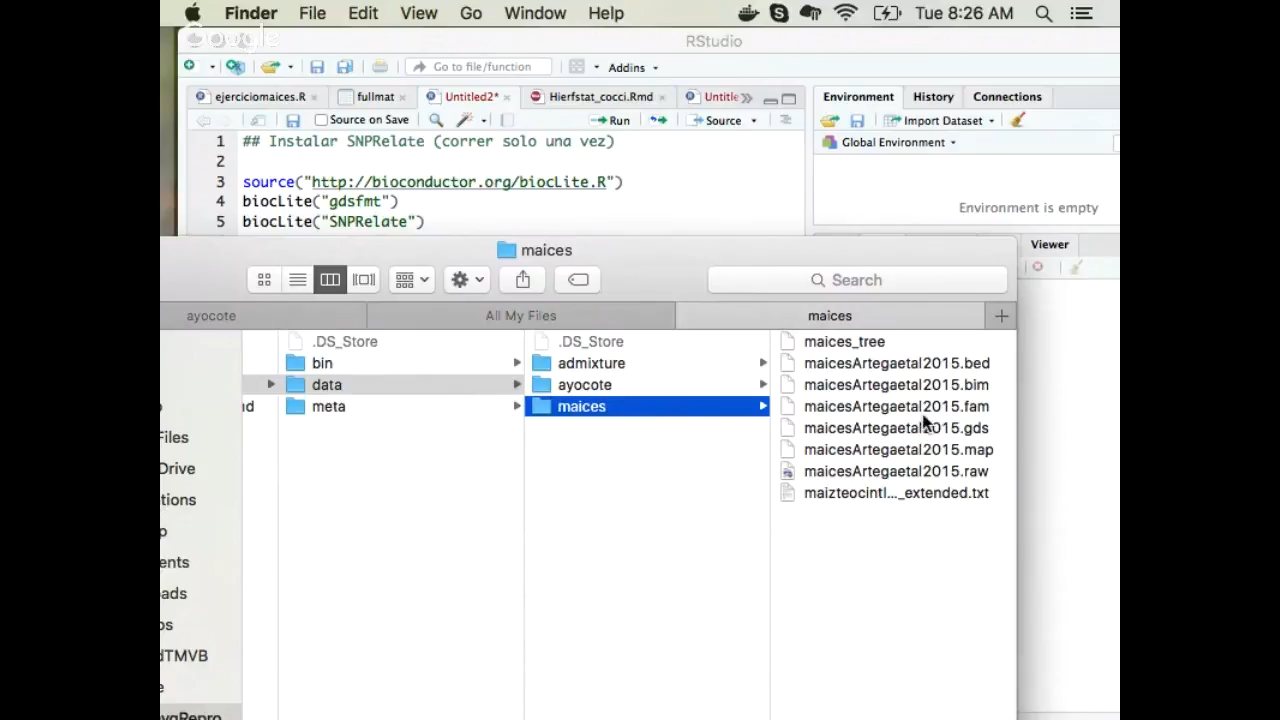 Finder File Edit View Go Window Help Tue 8:26 AM
Google
RStudio
Go to file/function Addins
ejerciciomaices.R fullmat Untitled2* Hierfstat_cocci.Rmd Untitle
Environment History Connections
Source on Save Run Source
Import Dataset
Global Environment
1 ## Instalar SNPRelate (correr solo una vez)
2
3 source("http://bioconductor.org/biocLite.R")
4 biocLite("gdsfmt")
5 biocLite("SNPRelate")
Environment is empty
Viewer
maices
Search
ayocote All My Files maices
.DS_Store .DS_Store maices_tree
bin admixture maicesArtegaetal2015.bed
data ayocote maicesArtegaetal2015.bim
meta maices maicesArtegaetal2015.fam
maicesArtegaetal2015.gds
maicesArtegaetal2015.map
maicesArtegaetal2015.raw
maizteocintl..._extended.txt
Files
Drive
tions
ents
ads
os
dTMVB